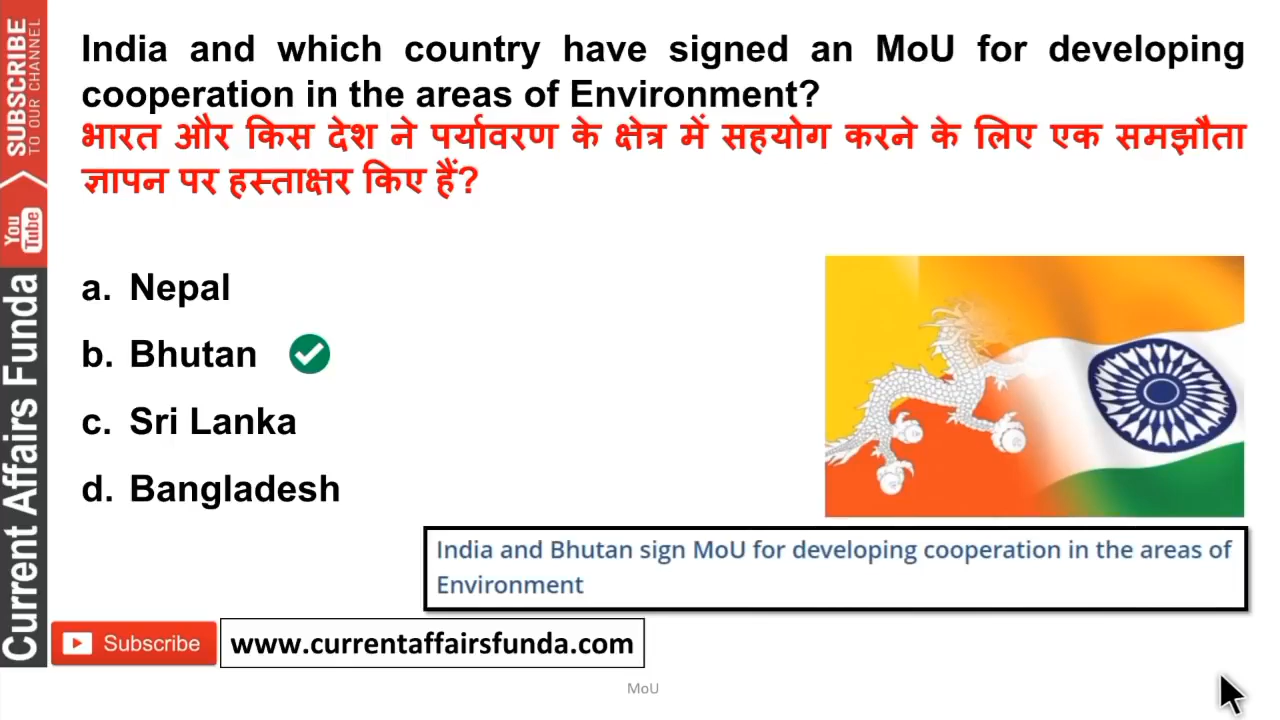 India and which country have signed an MoU for developing
cooperation in the areas of Environment?
भारत और किस देश ने पर्यावरण के क्षेत्र में सहयोग करने के लिए एक समझौता
ज्ञापन पर हस्ताक्षर किए हैं?
a. Nepal
b. Bhutan
c. Sri Lanka
d. Bangladesh
India and Bhutan sign MoU for developing cooperation in the areas of
Environment
Subscribe
www.currentaffairsfunda.com
MoU
SUBSCRIBE
TO OUR CHANNEL
You
Tube
Current Affairs Funda